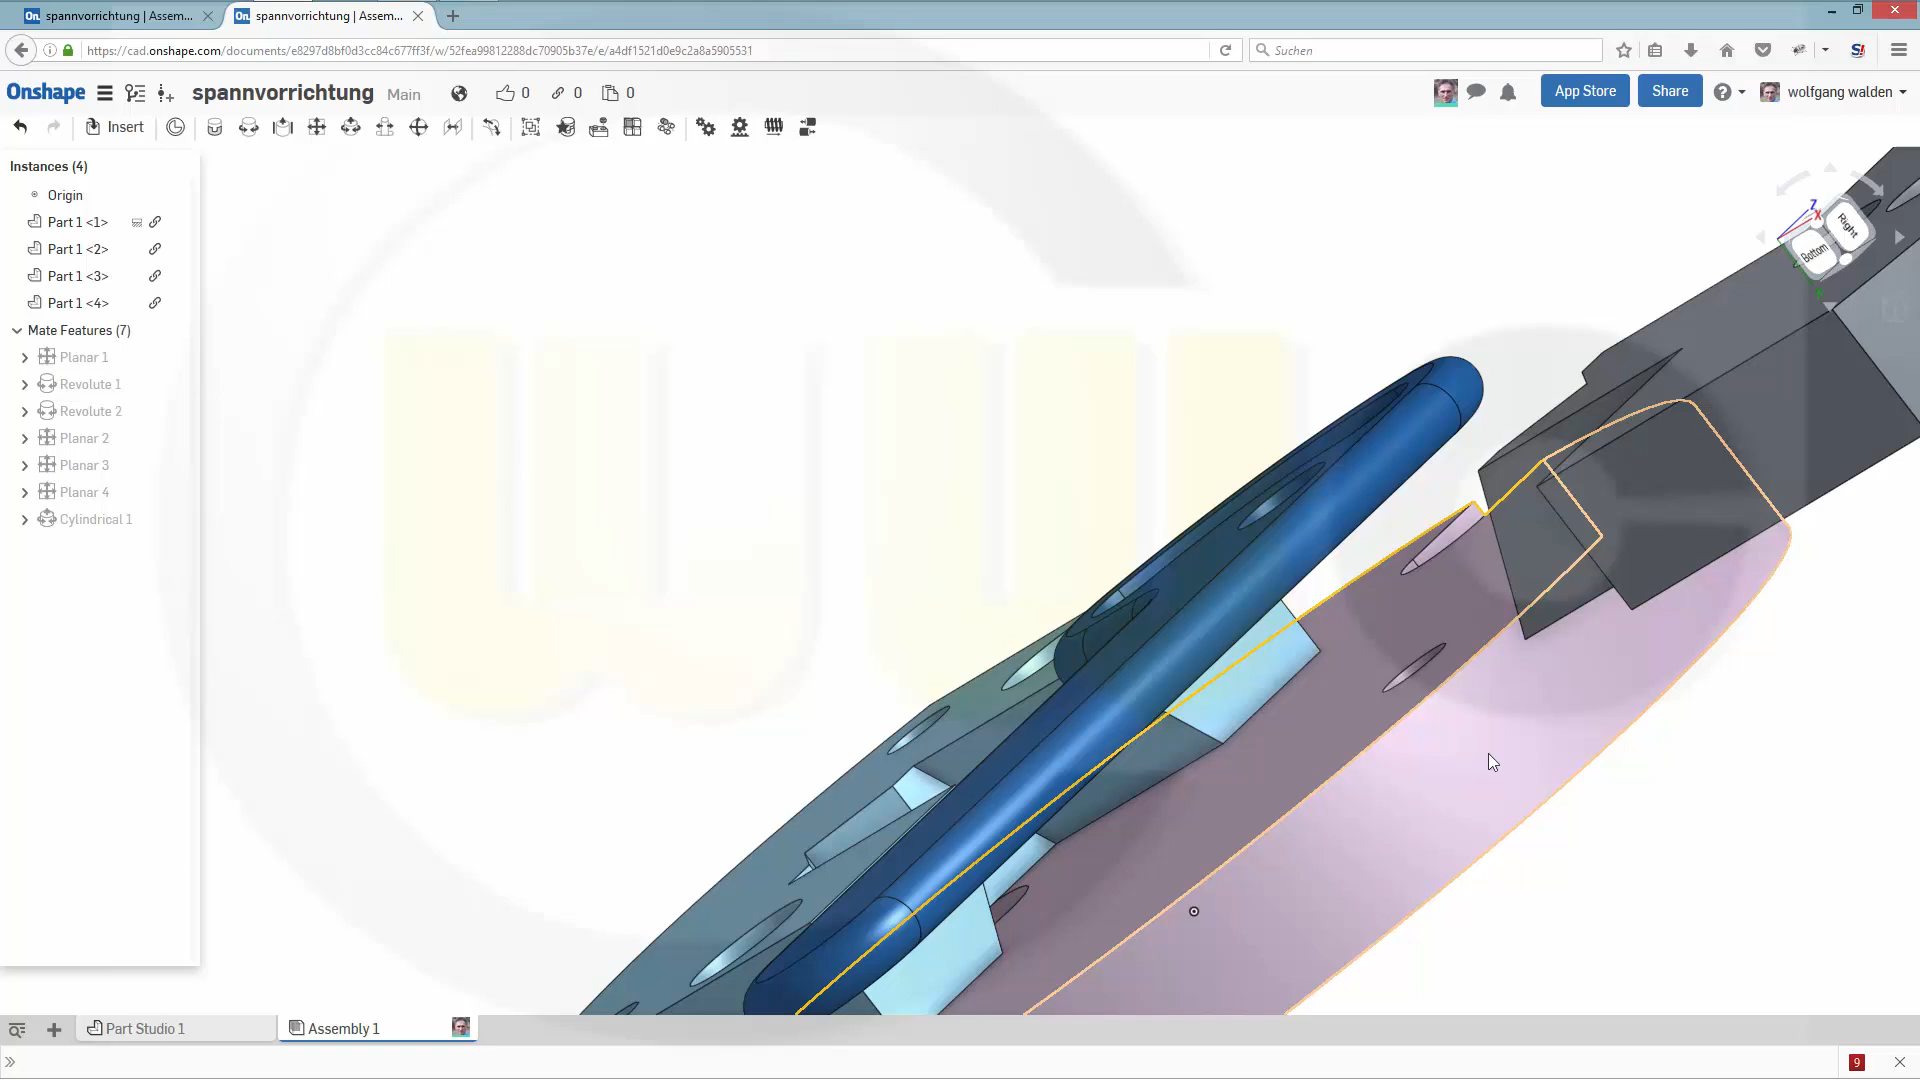 On. spannvorrichtung | Assem...
On. spannvorrichtung | Assem...
https://cad.onshape.com/documents/e8297d8bf0d3cc84c677ff3f/w/52fea99812288dc70905b37e/e/a4df1521d0e9c2a8a5905531
Suchen
Onshape
spannvorrichtung Main
0 0 0
App Store
Share
wolfgang walden
Insert
Instances (4)
Origin
Part 1 <1>
Part 1 <2>
Part 1 <3>
Part 1 <4>
Mate Features (7)
Planar 1
Revolute 1
Revolute 2
Planar 2
Planar 3
Planar 4
Cylindrical 1
Z
X
Right
Bottom
Part Studio 1
Assembly 1
9